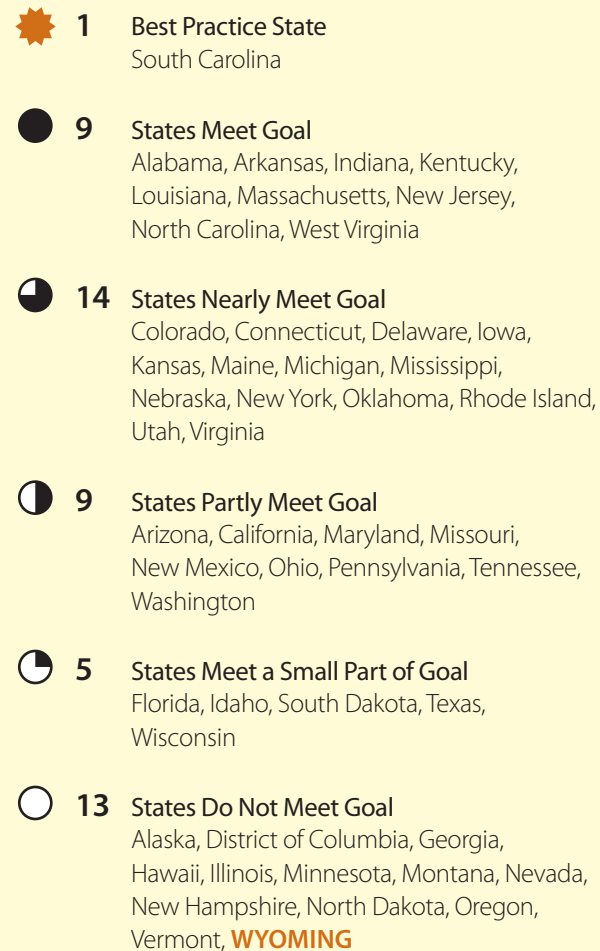 1 Best Practice State
South Carolina
9 States Meet Goal
Alabama, Arkansas, Indiana, Kentucky,
Louisiana, Massachusetts, New Jersey,
North Carolina, West Virginia
14 States Nearly Meet Goal
Colorado, Connecticut, Delaware, Iowa,
Kansas, Maine, Michigan, Mississippi,
Nebraska, New York, Oklahoma, Rhode Island,
Utah, Virginia
9 States Partly Meet Goal
Arizona, California, Maryland, Missouri,
New Mexico, Ohio, Pennsylvania, Tennessee,
Washington
5 States Meet a Small Part of Goal
Florida, Idaho, South Dakota, Texas,
Wisconsin
13 States Do Not Meet Goal
Alaska, District of Columbia, Georgia,
Hawaii, Illinois, Minnesota, Montana, Nevada,
New Hampshire, North Dakota, Oregon,
Vermont, WYOMING